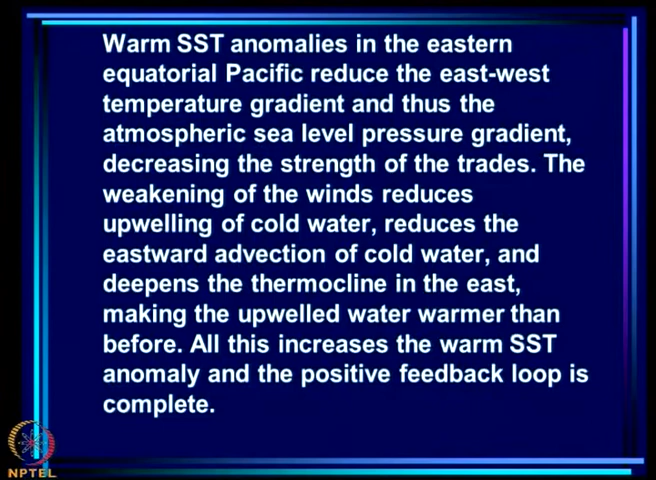 Warm SST anomalies in the eastern
equatorial Pacific reduce the east-west
temperature gradient and thus the
atmospheric sea level pressure gradient,
decreasing the strength of the trades. The
weakening of the winds reduces
upwelling of cold water, reduces the
eastward advection of cold water, and
deepens the thermocline in the east,
making the upwelled water warmer than
before. All this increases the warm SST
anomaly and the positive feedback loop is
complete.
NPTEL